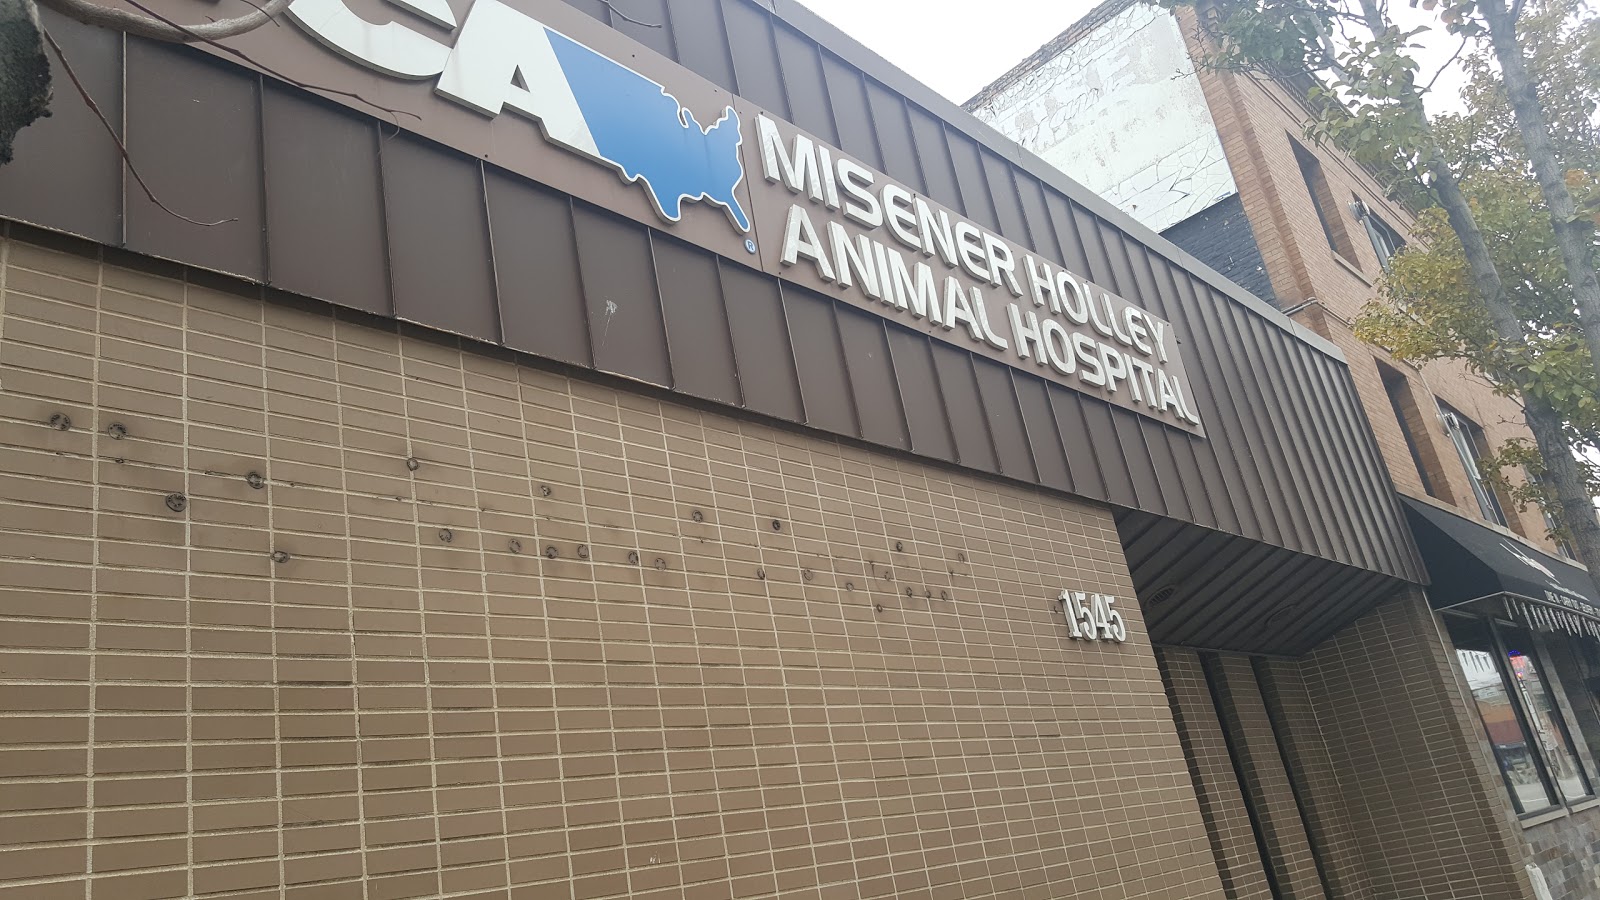 CA
®
MISENER HOLLEY
ANIMAL HOSPITAL
1545